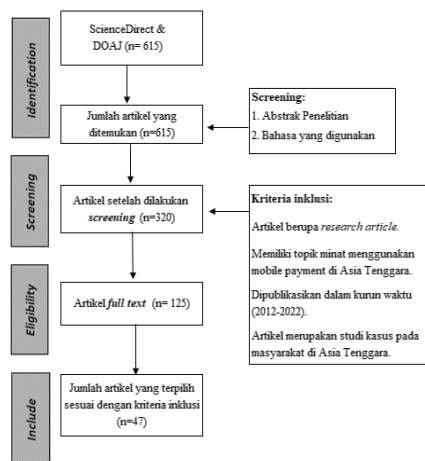 Identification
ScienceDirect &
DOAJ (n= 615)
Jumlah artikel yang
ditemukan (n=615)
Screening:
1. Abstrak Penelitian
2. Bahasa yang digunakan
Screening
Artikel setelah dilakukan
screening (n=320)
Kriteria inklusi:
Artikel berupa research article.
Memiliki topik minat menggunakan
mobile payment di Asia Tenggara.
Dipublikasikan dalam kurun waktu
(2012-2022).
Artikel merupakan studi kasus pada
masyarakat di Asia Tenggara.
Eligibility
Artikel full text (n= 125)
Include
Jumlah artikel yang terpilih
sesuai dengan kriteria inklusi
(n=47)